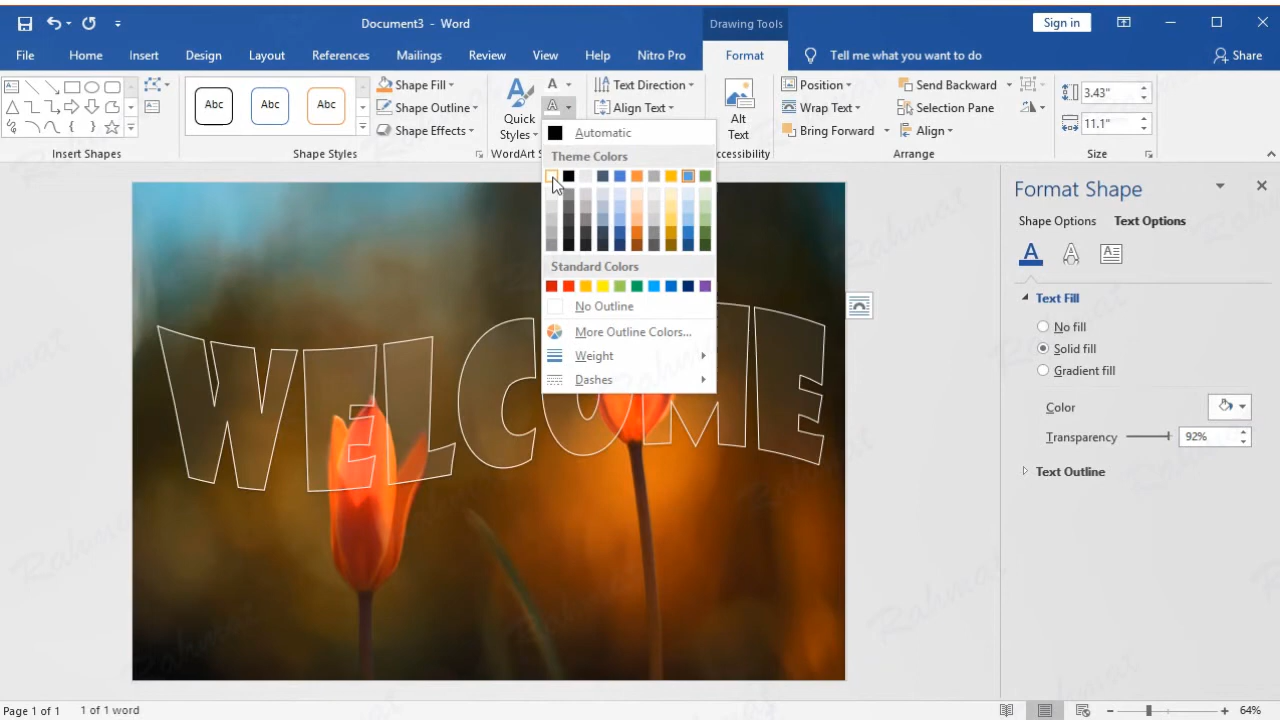 Document3 - Word
Drawing Tools
Sign in
File Home Insert Design Layout References Mailings Review View Help Nitro Pro Format Tell me what you want to do Share
Abc Abc Abc
Shape Fill
Shape Outline
Shape Effects
Quick
Styles
Text Direction
Align Text
Alt
Text
Position
Wrap Text
Bring Forward
Send Backward
Selection Pane
Align
3.43"
11.1"
Insert Shapes
Shape Styles
WordArt S
ccessibility
Arrange
Size
Automatic
Theme Colors
Standard Colors
No Outline
More Outline Colors...
Weight
Dashes
WELCOME
Format Shape
Shape Options Text Options
Text Fill
No fill
Solid fill
Gradient fill
Color
Transparency 92%
Text Outline
Rahmat
Page 1 of 1 1 of 1 word
64%